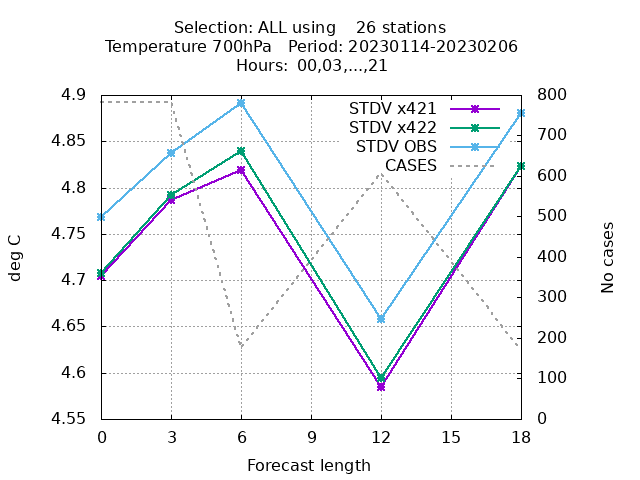 Selection: ALL using    26 stations
Temperature 700hPa   Period: 20230114-20230206
Hours:  00,03,...,21
STDV x421
STDV x422
STDV OBS
CASES
4.9
4.85
4.8
4.75
4.7
4.65
4.6
4.55
800
700
600
500
400
300
200
100
0
deg C
No cases
0 3 6 9 12 15 18
Forecast length